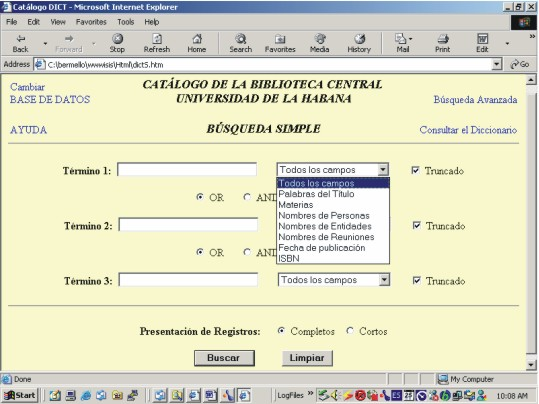 Catálogo DICT - Microsoft Internet Explorer
File Edit View Favorites Tools Help
Back Forward Stop Refresh Home Search Favorites Media History Mail Print Edit
Address C:\bermello\wwwisis\Html\dict5.htm Go
Cambiar
BASE DE DATOS
CATÁLOGO DE LA BIBLIOTECA CENTRAL
UNIVERSIDAD DE LA HABANA
Búsqueda Avanzada
AYUDA BÚSQUEDA SIMPLE Consultar el Diccionario
Término 1: Todos los campos Truncado
Todos los campos
Palabras del Título
Materias
Nombres de Personas
Nombres de Entidades
Nombres de Reuniones
Fecha de publicación
ISBN
OR AND
Término 2: Truncado
OR AND
Término 3: Todos los campos Truncado
Presentación de Registros: Completos Cortos
Buscar Limpiar
Done My Computer
Start LogFiles ES 10:08 AM